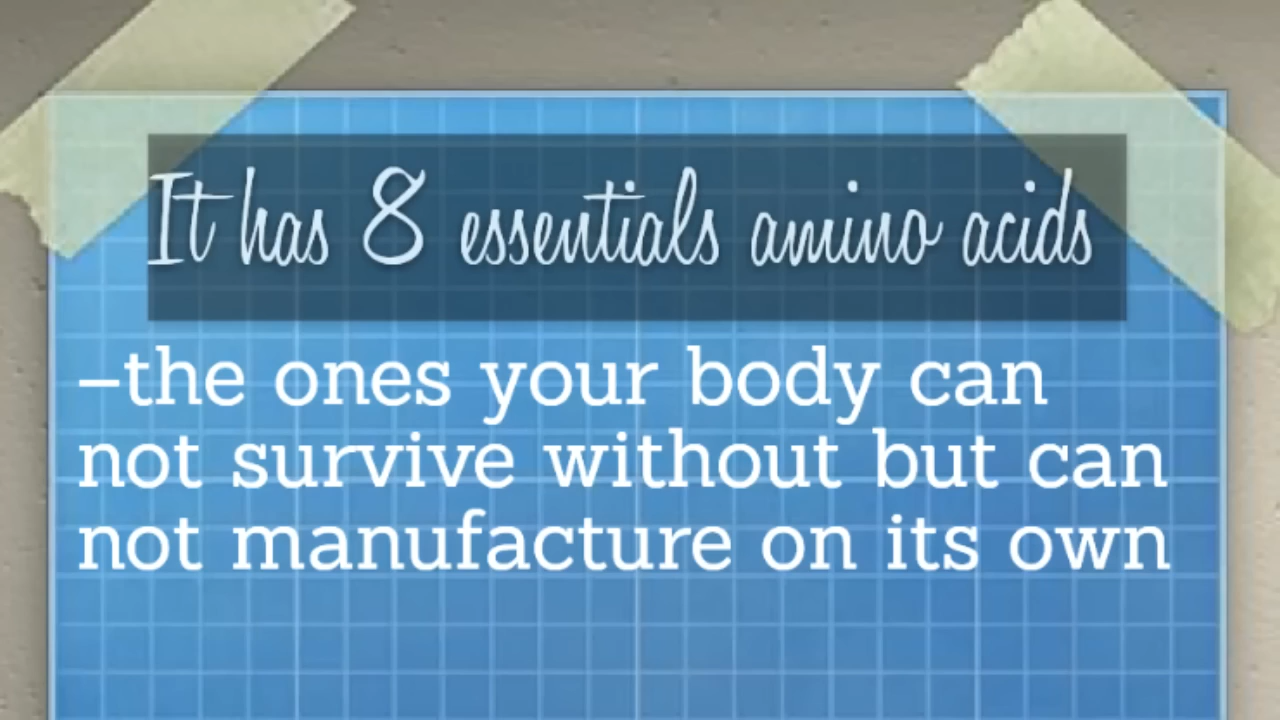 It has 8 essentials amino acids
–the ones your body can
not survive without but can
not manufacture on its own